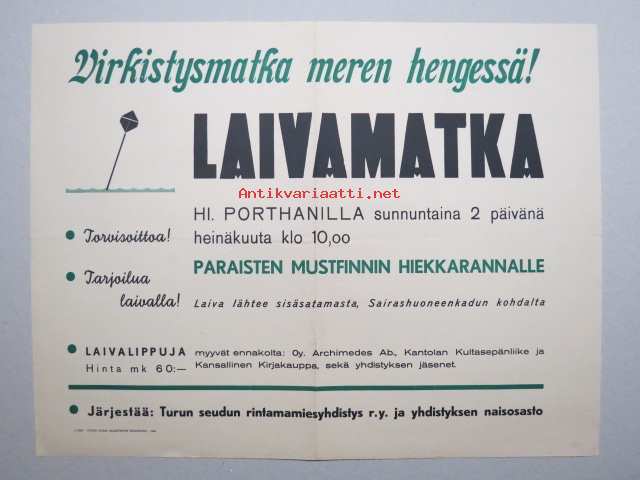 Virkistysmatka meren hengessä!
LAIVAMATKA
Antikvariaatti.net
Hl. PORTHANILLA sunnuntaina 2 päivänä
heinäkuuta klo 10,oo
• Torvisoittoa!
• Tarjoilua
laivalla!
PARAISTEN MUSTFINNIN HIEKKARANNALLE
Laiva lähtee sisäsatamasta, Sairashuoneenkadun kohdalta
• LAIVALIPPUJA
Hinta mk 60:—
myyvät ennakolta: Oy. Archimedes Ab., Kantolan Kultasepänliike ja
Kansallinen Kirjakauppa, sekä yhdistyksen jäsenet.
• Järjestää: Turun seudun rintamamiesyhdistys r.y. ja yhdistyksen naisosasto